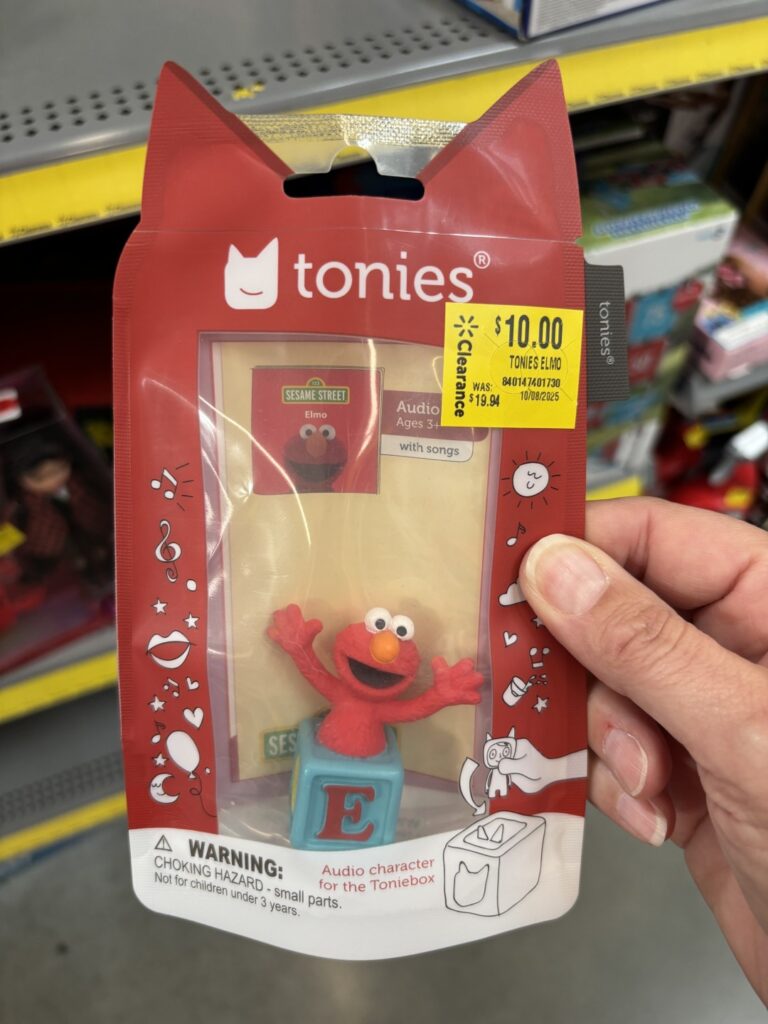 tonies®
$10.00
TONIES ELMO
WAS:
$19.94
840147401730
10/08/2025
Clearance
tonies®
SESAME STREET
Elmo
Audio
Ages 3+
with songs
SES
E
WARNING:
CHOKING HAZARD - small parts.
Not for children under 3 years.
Audio character
for the Toniebox